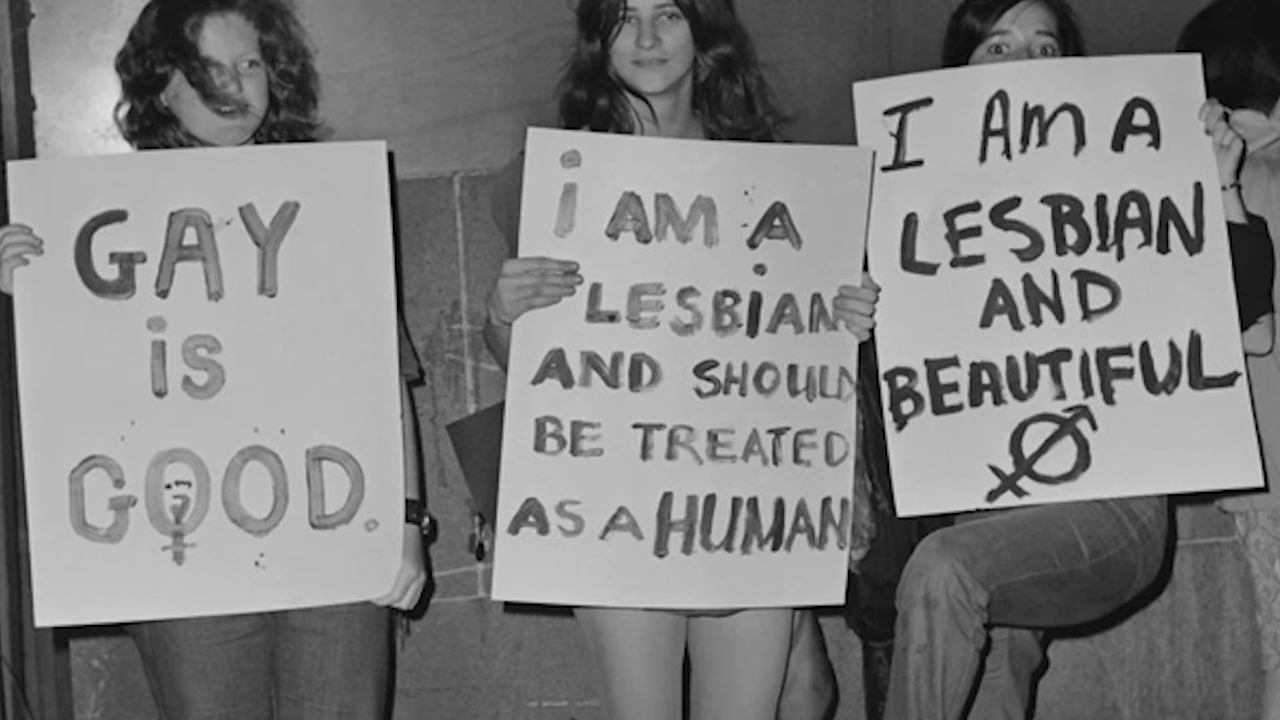 GAY
is
GOOD.
i AM A
LESBiAN
AND SHOULD
BE TREATED
AS A HUMAN
I AM A
LESBIAN
AND
BEAUTIFUL